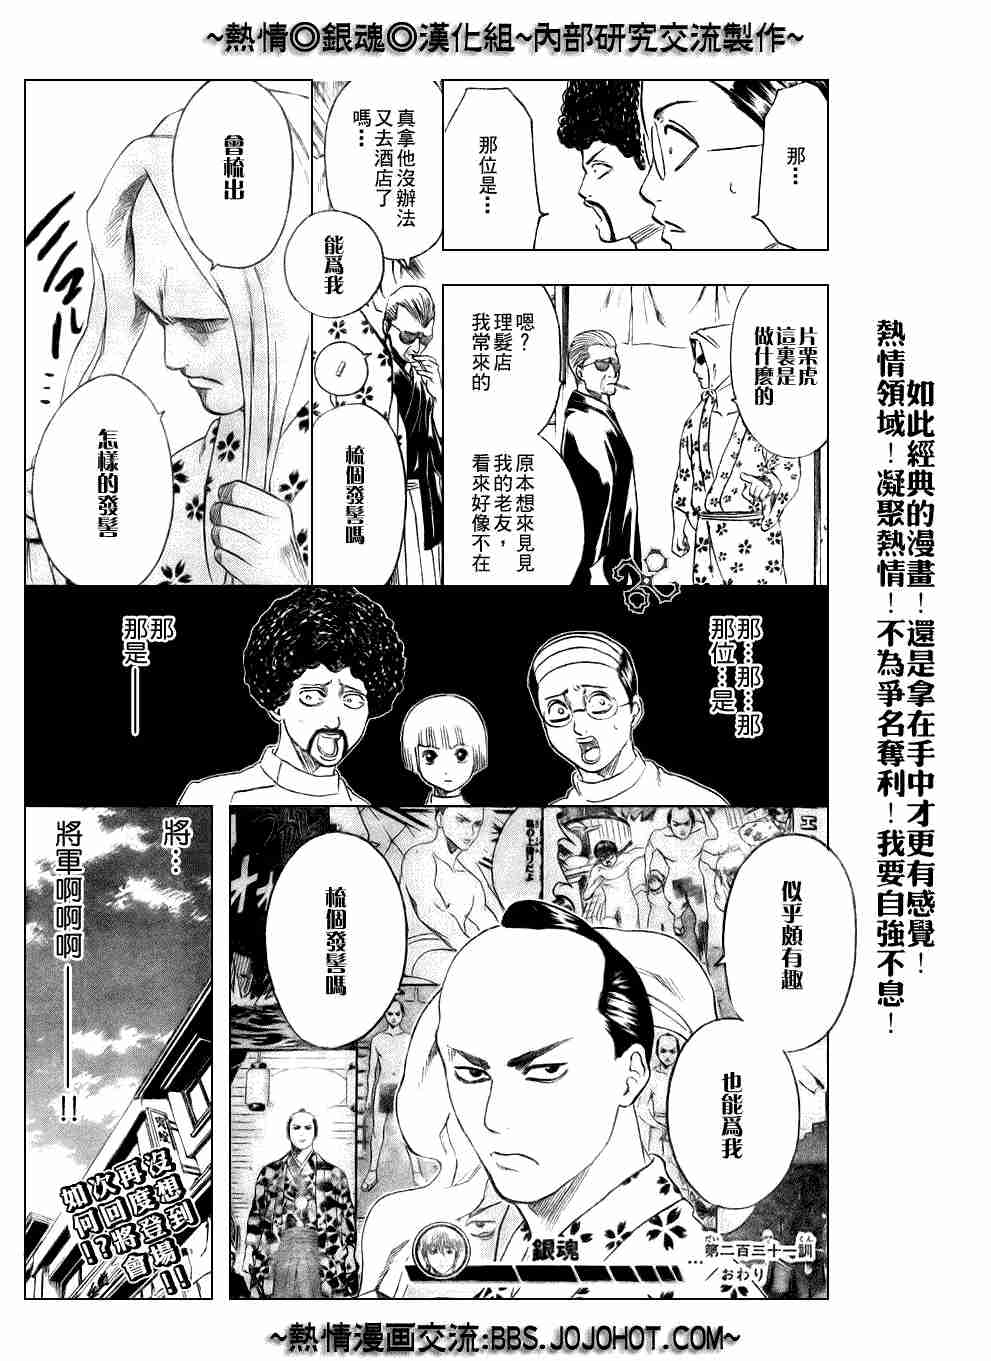 ~熱情◎銀魂◎漢化組~內部研究交流製作~
那…
那位是…
片栗虎
這裏是
做什麽的
嗯？
理髮店
我常來的
原本想來見見
我的老友，
看來好像不在
真拿他沒辦法
又去酒店了
嗎…
能爲我
梳個發髻嗎
會梳出
怎樣的發髻
那…那…那
那位…是
那
那是——
似乎頗有趣
也能爲我
梳個發髻嗎
銀魂
第二百三十一訓
だい
くん
…
／おわり
將…
將軍啊啊啊——!!
沒想到
再度登場!!
次回將
如何!?
會
如此經典的漫畫！還是拿在手中才更有感覺！
熱情領域！凝聚熱情！不為爭名奪利！我要自強不息！
~熱情漫画交流:BBS.JOJOHOT.COM~